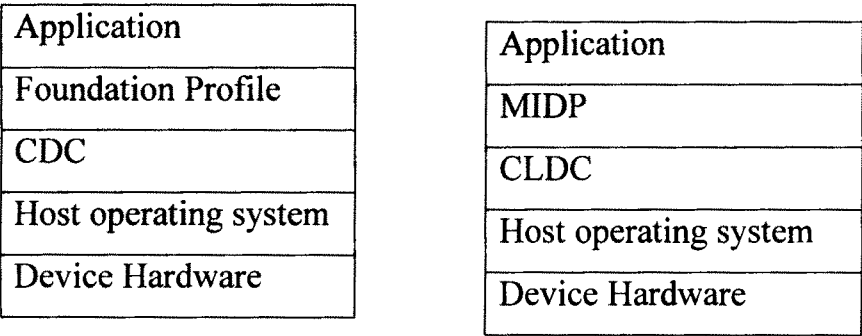 Application
Foundation Profile
CDC
Host operating system
Device Hardware
Application
MIDP
CLDC
Host operating system
Device Hardware